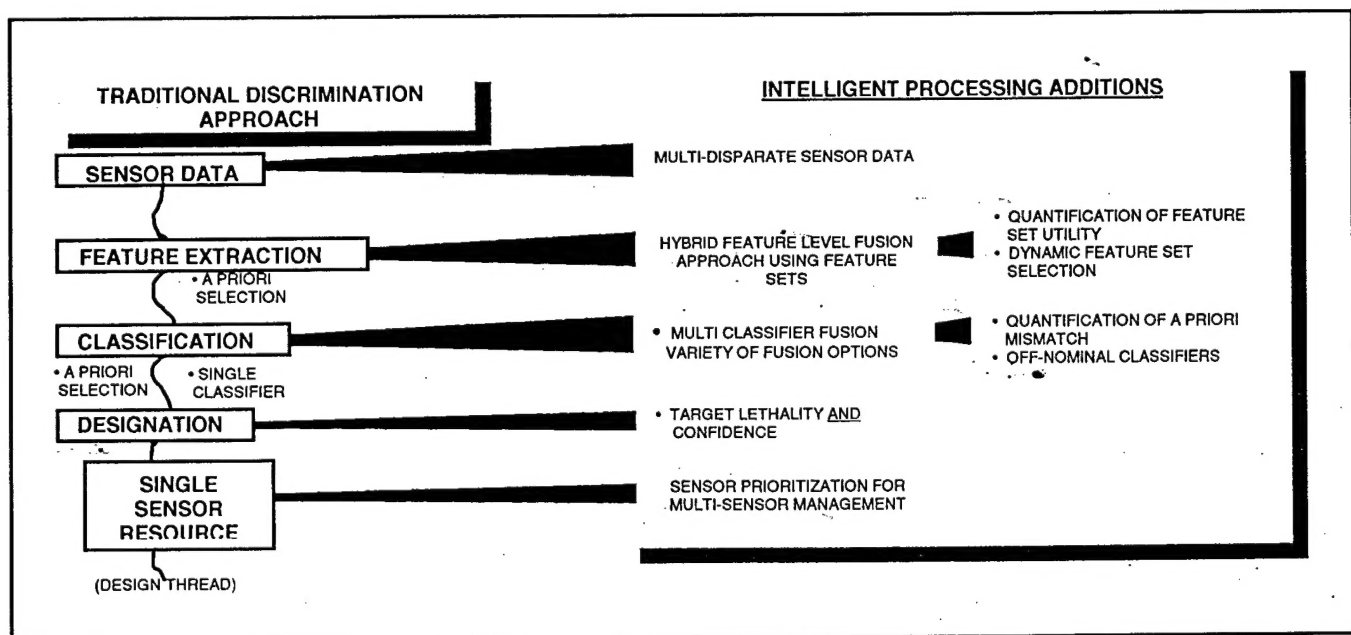 TRADITIONAL DISCRIMINATION
APPROACH
INTELLIGENT PROCESSING ADDITIONS
SENSOR DATA
MULTI-DISPARATE SENSOR DATA
FEATURE EXTRACTION
• A PRIORI
SELECTION
HYBRID FEATURE LEVEL FUSION
APPROACH USING FEATURE
SETS
• QUANTIFICATION OF FEATURE
SET UTILITY
• DYNAMIC FEATURE SET
SELECTION
CLASSIFICATION
• A PRIORI
SELECTION
• SINGLE
CLASSIFIER
• MULTI CLASSIFIER FUSION
VARIETY OF FUSION OPTIONS
• QUANTIFICATION OF A PRIORI
MISMATCH
• OFF-NOMINAL CLASSIFIERS
DESIGNATION
• TARGET LETHALITY AND
CONFIDENCE
SINGLE
SENSOR
RESOURCE
SENSOR PRIORITIZATION FOR
MULTI-SENSOR MANAGEMENT
(DESIGN THREAD)